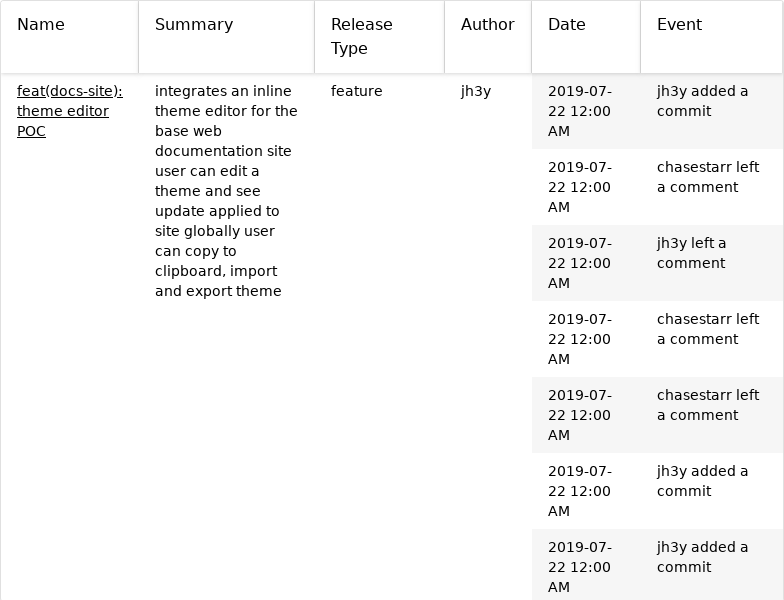 Name
Summary
Release
Type
Author
Date
Event
feat(docs-site):
theme editor
POC
integrates an inline
theme editor for the
base web
documentation site
user can edit a
theme and see
update applied to
site globally user
can copy to
clipboard, import
and export theme
feature
jh3y
2019-07-
22 12:00
AM
jh3y added a
commit
2019-07-
22 12:00
AM
chasestarr left
a comment
2019-07-
22 12:00
AM
jh3y left a
comment
2019-07-
22 12:00
AM
chasestarr left
a comment
2019-07-
22 12:00
AM
chasestarr left
a comment
2019-07-
22 12:00
AM
jh3y added a
commit
2019-07-
22 12:00
AM
jh3y added a
commit